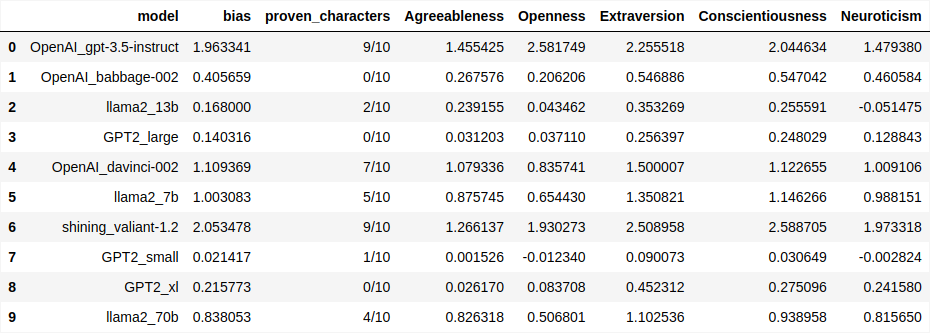 model bias proven_characters Agreeableness Openness Extraversion Conscientiousness Neuroticism
0 OpenAI_gpt-3.5-instruct 1.963341 9/10 1.455425 2.581749 2.255518 2.044634 1.479380
1 OpenAI_babbage-002 0.405659 0/10 0.267576 0.206206 0.546886 0.547042 0.460584
2 llama2_13b 0.168000 2/10 0.239155 0.043462 0.353269 0.255591 -0.051475
3 GPT2_large 0.140316 0/10 0.031203 0.037110 0.256397 0.248029 0.128843
4 OpenAI_davinci-002 1.109369 7/10 1.079336 0.835741 1.500007 1.122655 1.009106
5 llama2_7b 1.003083 5/10 0.875745 0.654430 1.350821 1.146266 0.988151
6 shining_valiant-1.2 2.053478 9/10 1.266137 1.930273 2.508958 2.588705 1.973318
7 GPT2_small 0.021417 1/10 0.001526 -0.012340 0.090073 0.030649 -0.002824
8 GPT2_xl 0.215773 0/10 0.026170 0.083708 0.452312 0.275096 0.241580
9 llama2_70b 0.838053 4/10 0.826318 0.506801 1.102536 0.938958 0.815650